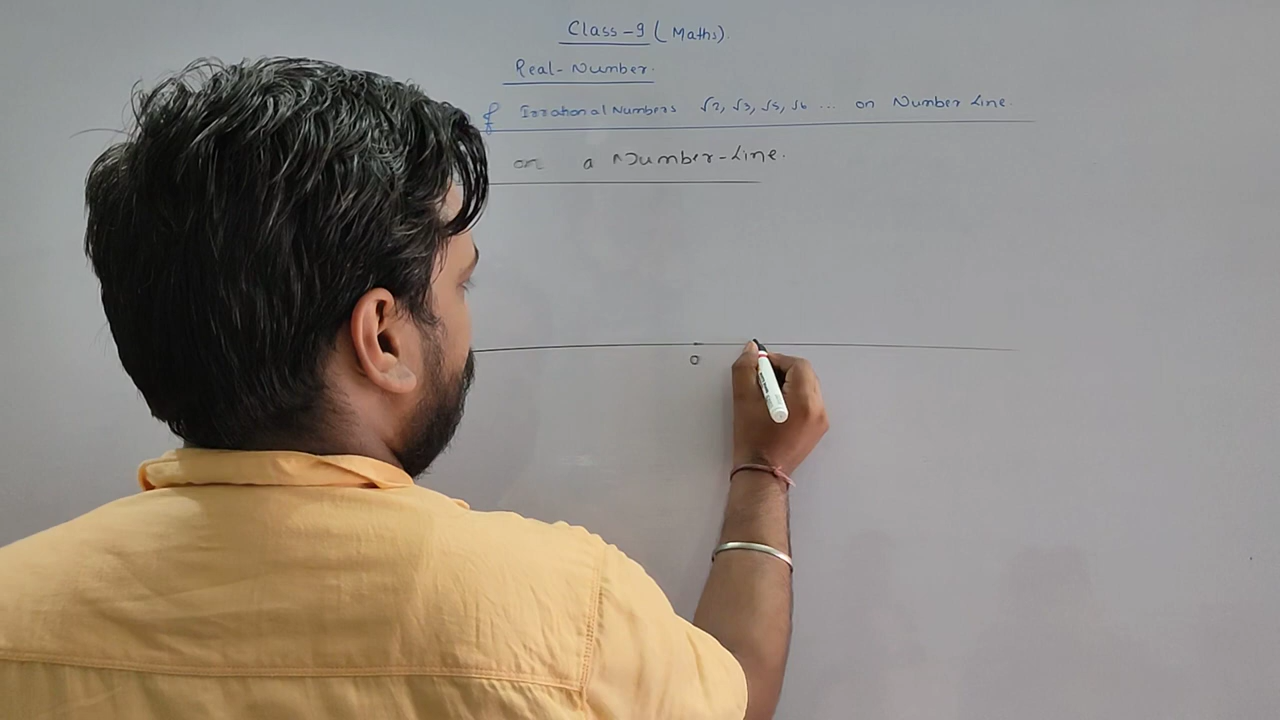 Class-9 (Maths).
Real-Number.
f Irrational Numbers √2, √3, √5, √6 ... on Number Line.
on a Number-Line.
0